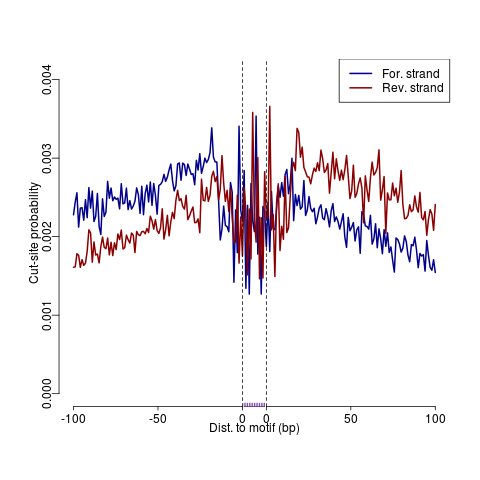 For. strand
Rev. strand
0.004
0.003
0.002
0.001
0.000
Cut-site probability
-100
-50
0
0
50
100
Dist. to motif (bp)